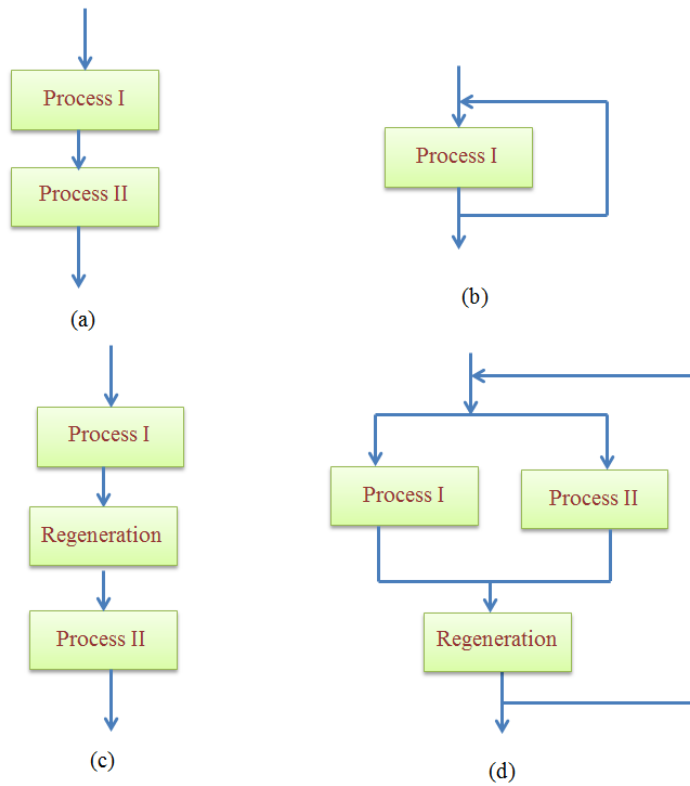 Process I
Process II
(a)
Process I
(b)
Process I
Regeneration
Process II
(c)
Process I
Process II
Regeneration
(d)